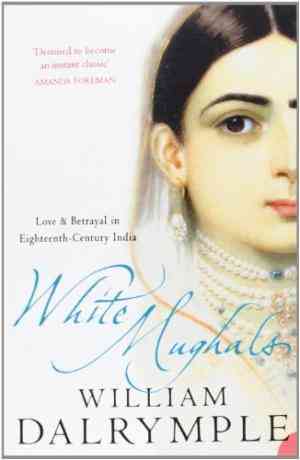 'Destined to become
an instant classic'
AMANDA FOREMAN
Love & Betrayal in
Eighteenth-Century India
White Mughals
WILLIAM
DALRYMPLE